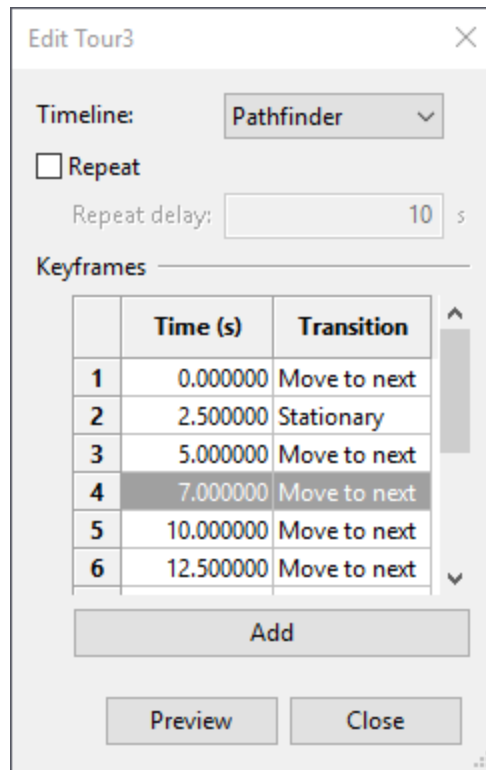 Edit Tour3
Timeline: Pathfinder
Repeat
Repeat delay: 10 s
Keyframes
Time (s) Transition
1 0.000000 Move to next
2 2.500000 Stationary
3 5.000000 Move to next
4 7.000000 Move to next
5 10.000000 Move to next
6 12.500000 Move to next
Add
Preview Close